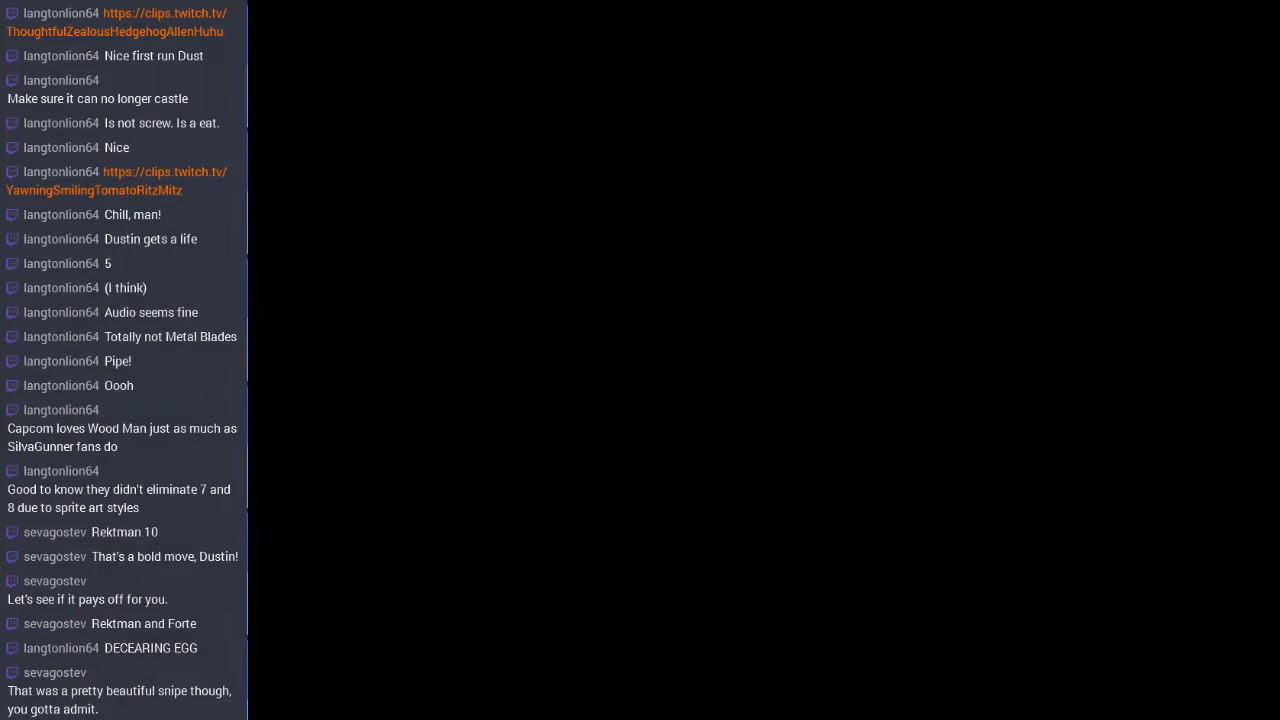 langtonlion64 https://clips.twitch.tv/
ThoughtfulZealousHedgehogAllenHuhu
langtonlion64 Nice first run Dust
langtonlion64
Make sure it can no longer castle
langtonlion64 Is not screw. Is a eat.
langtonlion64 Nice
langtonlion64 https://clips.twitch.tv/
YawningSmilingTomatoRitzMitz
langtonlion64 Chill, man!
langtonlion64 Dustin gets a life
langtonlion64 5
langtonlion64 (I think)
langtonlion64 Audio seems fine
langtonlion64 Totally not Metal Blades
langtonlion64 Pipe!
langtonlion64 Oooh
langtonlion64
Capcom loves Wood Man just as much as
SilvaGunner fans do
langtonlion64
Good to know they didn't eliminate 7 and
8 due to sprite art styles
sevagostev Rektman 10
sevagostev That's a bold move, Dustin!
sevagostev
Let's see if it pays off for you.
sevagostev Rektman and Forte
langtonlion64 DECEARING EGG
sevagostev
That was a pretty beautiful snipe though,
you gotta admit.